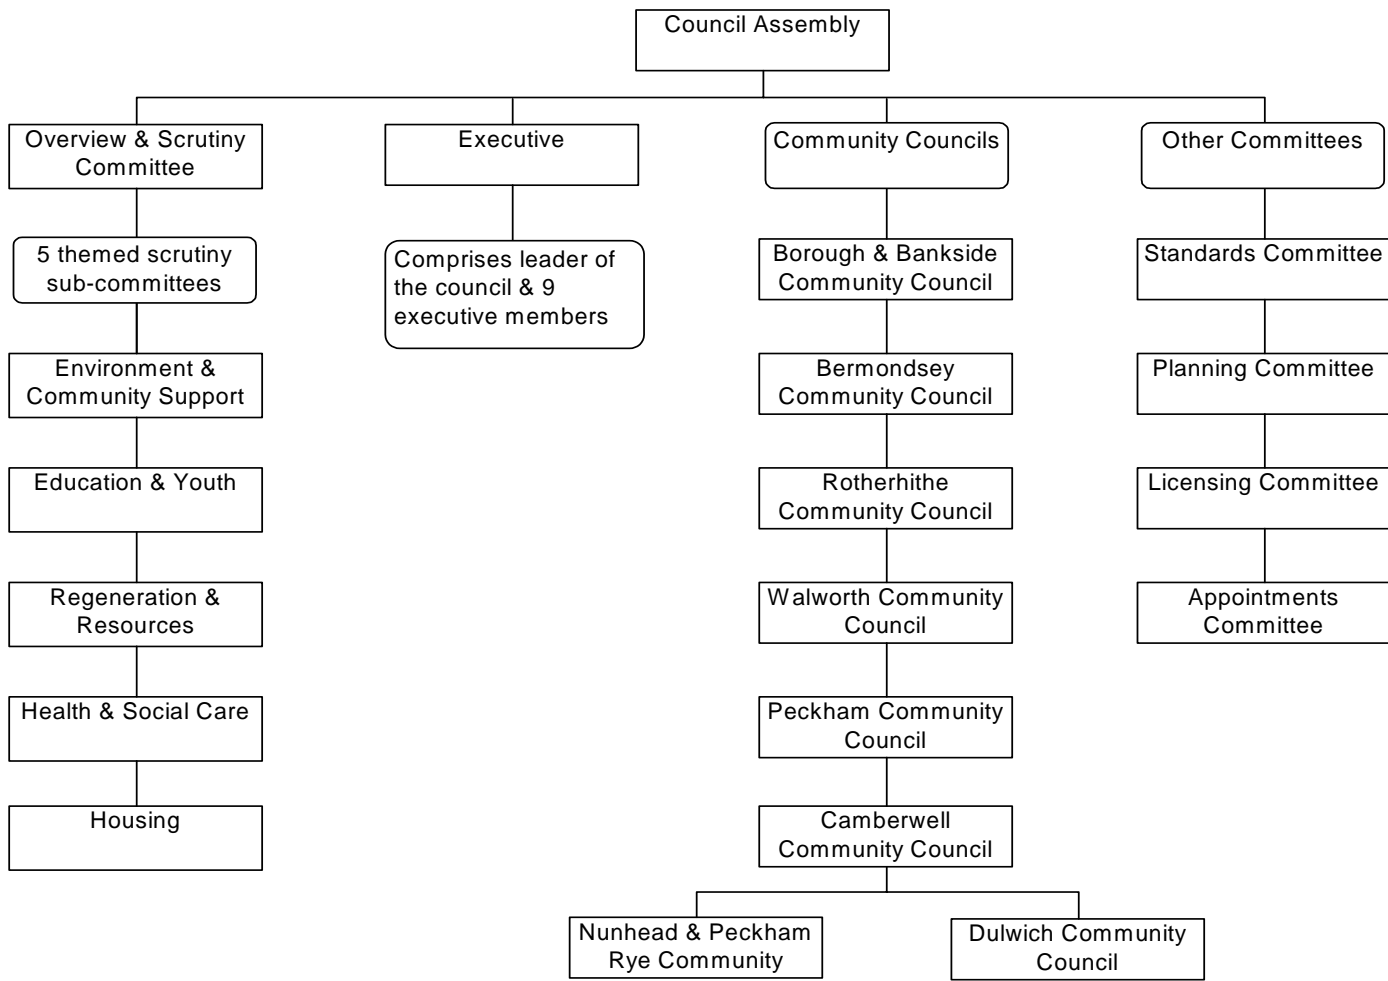 Council Assembly
Overview & Scrutiny
Committee
5 themed scrutiny
sub-committees
Environment &
Community Support
Education & Youth
Regeneration &
Resources
Health & Social Care
Housing
Executive
Comprises leader of
the council & 9
executive members
Community Councils
Borough & Bankside
Community Council
Bermondsey
Community Council
Rotherhithe
Community Council
Walworth Community
Council
Peckham Community
Council
Camberwell
Community Council
Nunhead & Peckham
Rye Community
Dulwich Community
Council
Other Committees
Standards Committee
Planning Committee
Licensing Committee
Appointments
Committee